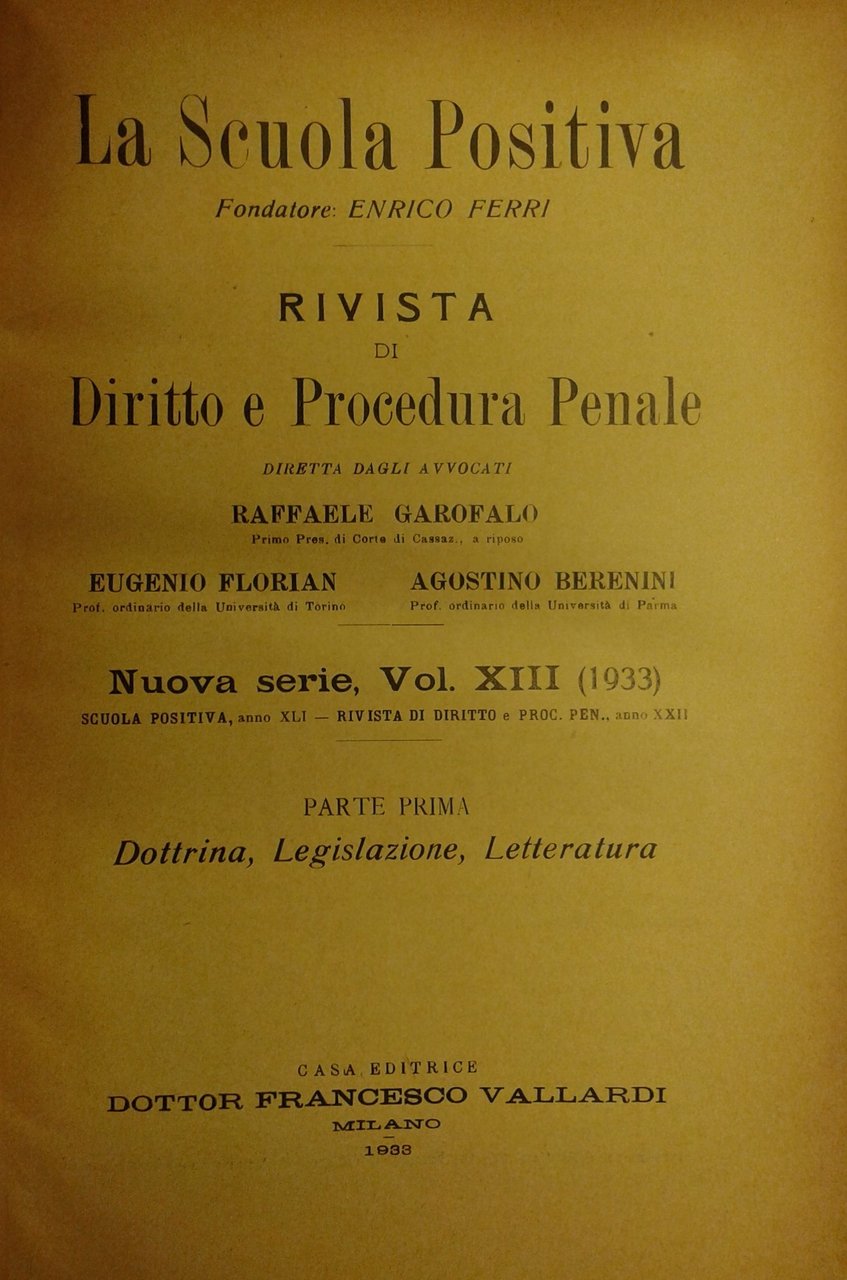 La Scuola Positiva
Fondatore: ENRICO FERRI
RIVISTA
DI
Diritto e Procedura Penale
DIRETTA DAGLI AVVOCATI
RAFFAELE GAROFALO
Primo Pres. di Corte di Cassaz., a riposo
EUGENIO FLORIAN AGOSTINO BERENINI
Prof. ordinario della Università di Torino Prof. ordinario della Università di Parma
Nuova serie, Vol. XIII (1933)
SCUOLA POSITIVA, anno XLI — RIVISTA DI DIRITTO e PROC. PEN., anno XXII
PARTE PRIMA
Dottrina, Legislazione, Letteratura
CASA EDITRICE
DOTTOR FRANCESCO VALLARDI
MILANO
1933